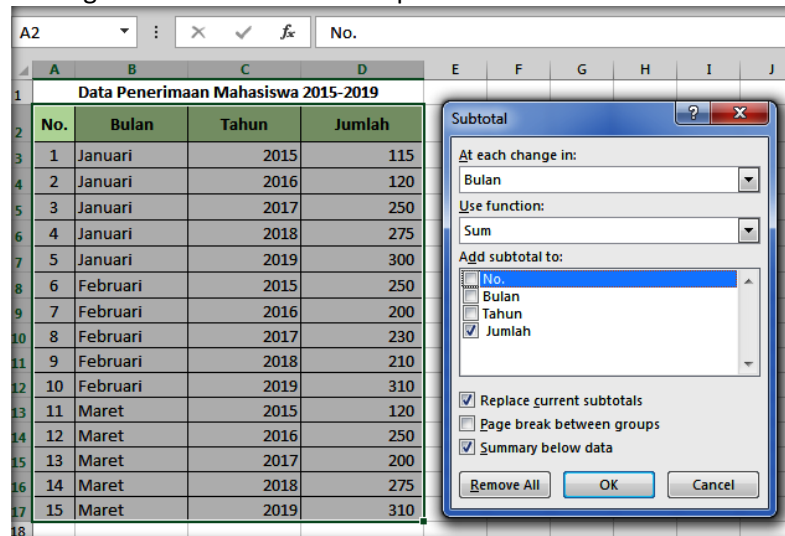 A2 fx No.
A B C D E F G H I J
1 Data Penerimaan Mahasiswa 2015-2019
2 No. Bulan Tahun Jumlah
3 1 Januari 2015 115
4 2 Januari 2016 120
5 3 Januari 2017 250
6 4 Januari 2018 275
7 5 Januari 2019 300
8 6 Februari 2015 250
9 7 Februari 2016 200
10 8 Februari 2017 230
11 9 Februari 2018 210
12 10 Februari 2019 310
13 11 Maret 2015 120
14 12 Maret 2016 250
15 13 Maret 2017 200
16 14 Maret 2018 275
17 15 Maret 2019 310
18
Subtotal ?
At each change in:
Bulan
Use function:
Sum
Add subtotal to:
No.
Bulan
Tahun
Jumlah
Replace current subtotals
Page break between groups
Summary below data
Remove All OK Cancel